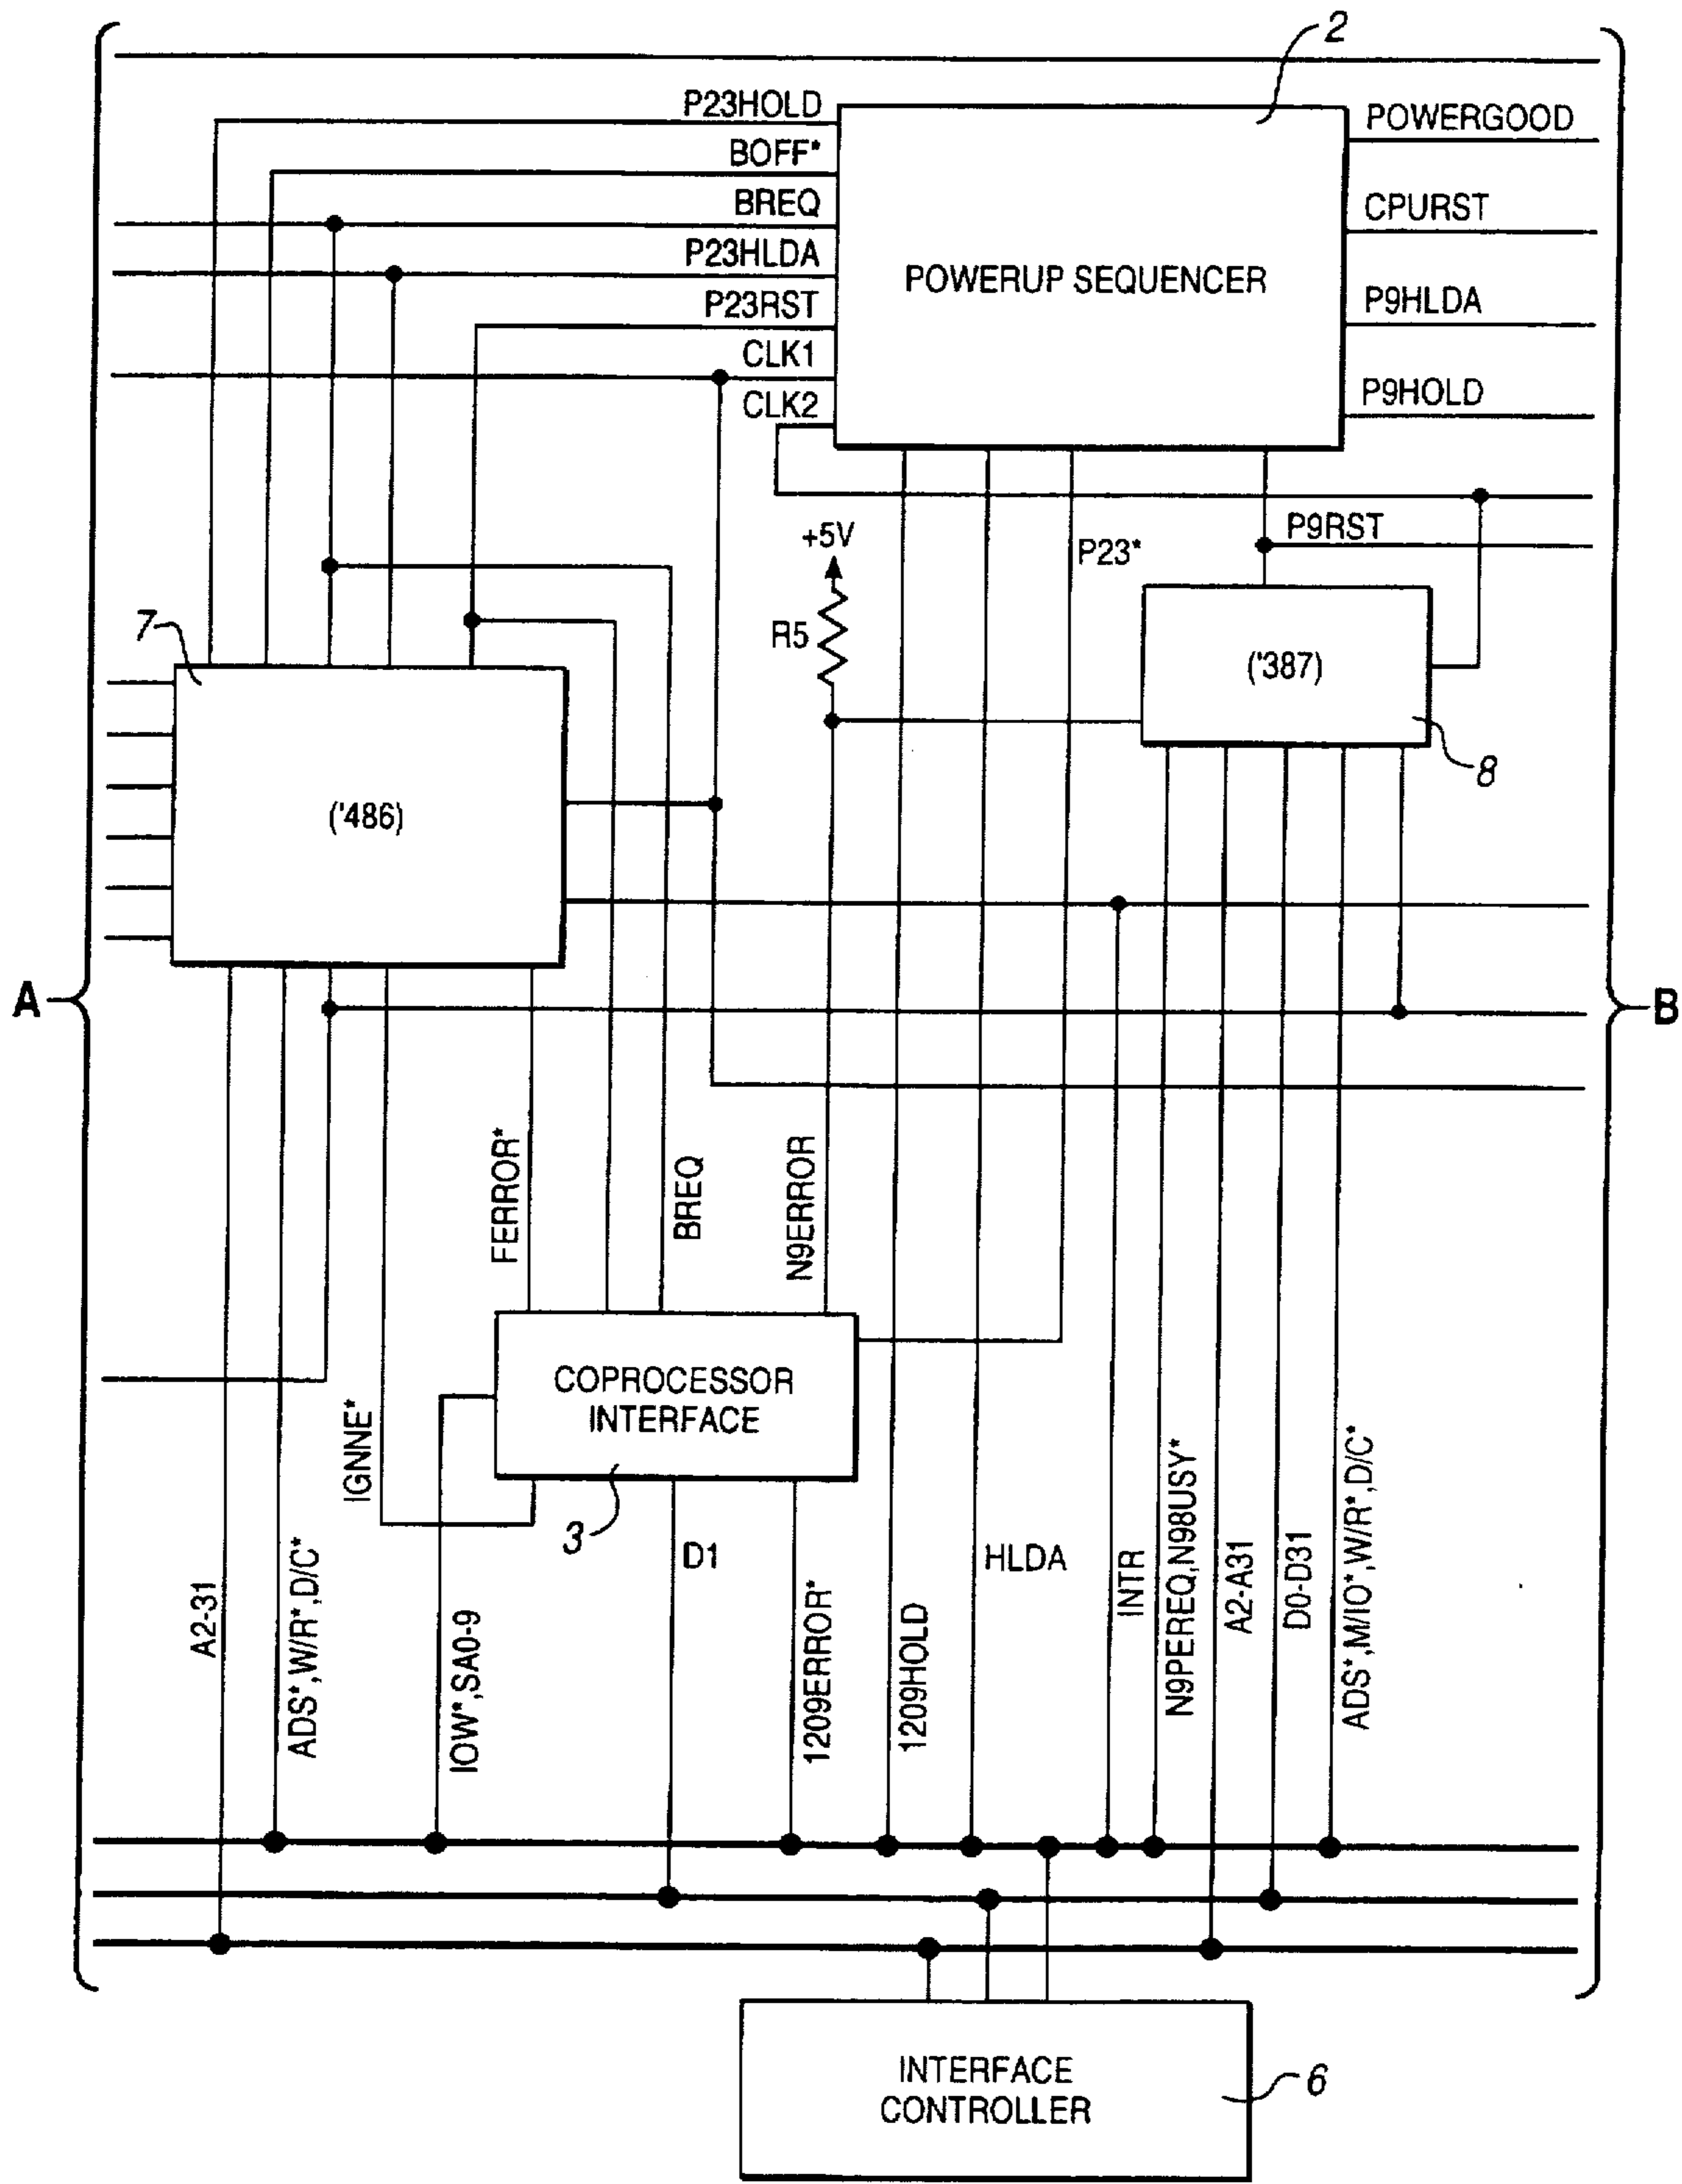 2
P23HOLD
POWERGOOD
BOFF*
BREQ
CPURST
P23HLDA
POWERUP SEQUENCER
P23RST
P9HLDA
CLK1
CLK2
P9HOLD
+5V
P23*
P9RST
7
R5
('387)
8
('486)
A
B
FERROR*
BREQ
N9ERROR
COPROCESSOR
INTERFACE
IGNNE*
3
D1
HLDA
INTR
N9PEREQ,N98USY*
A2-A31
D0-D31
ADS*,M/IO*,W/R*,D/C*
A2-31
ADS*,W/R*,D/C*
IOW*,SA0-9
1209ERROR*
1209HOLD
INTERFACE
CONTROLLER
6